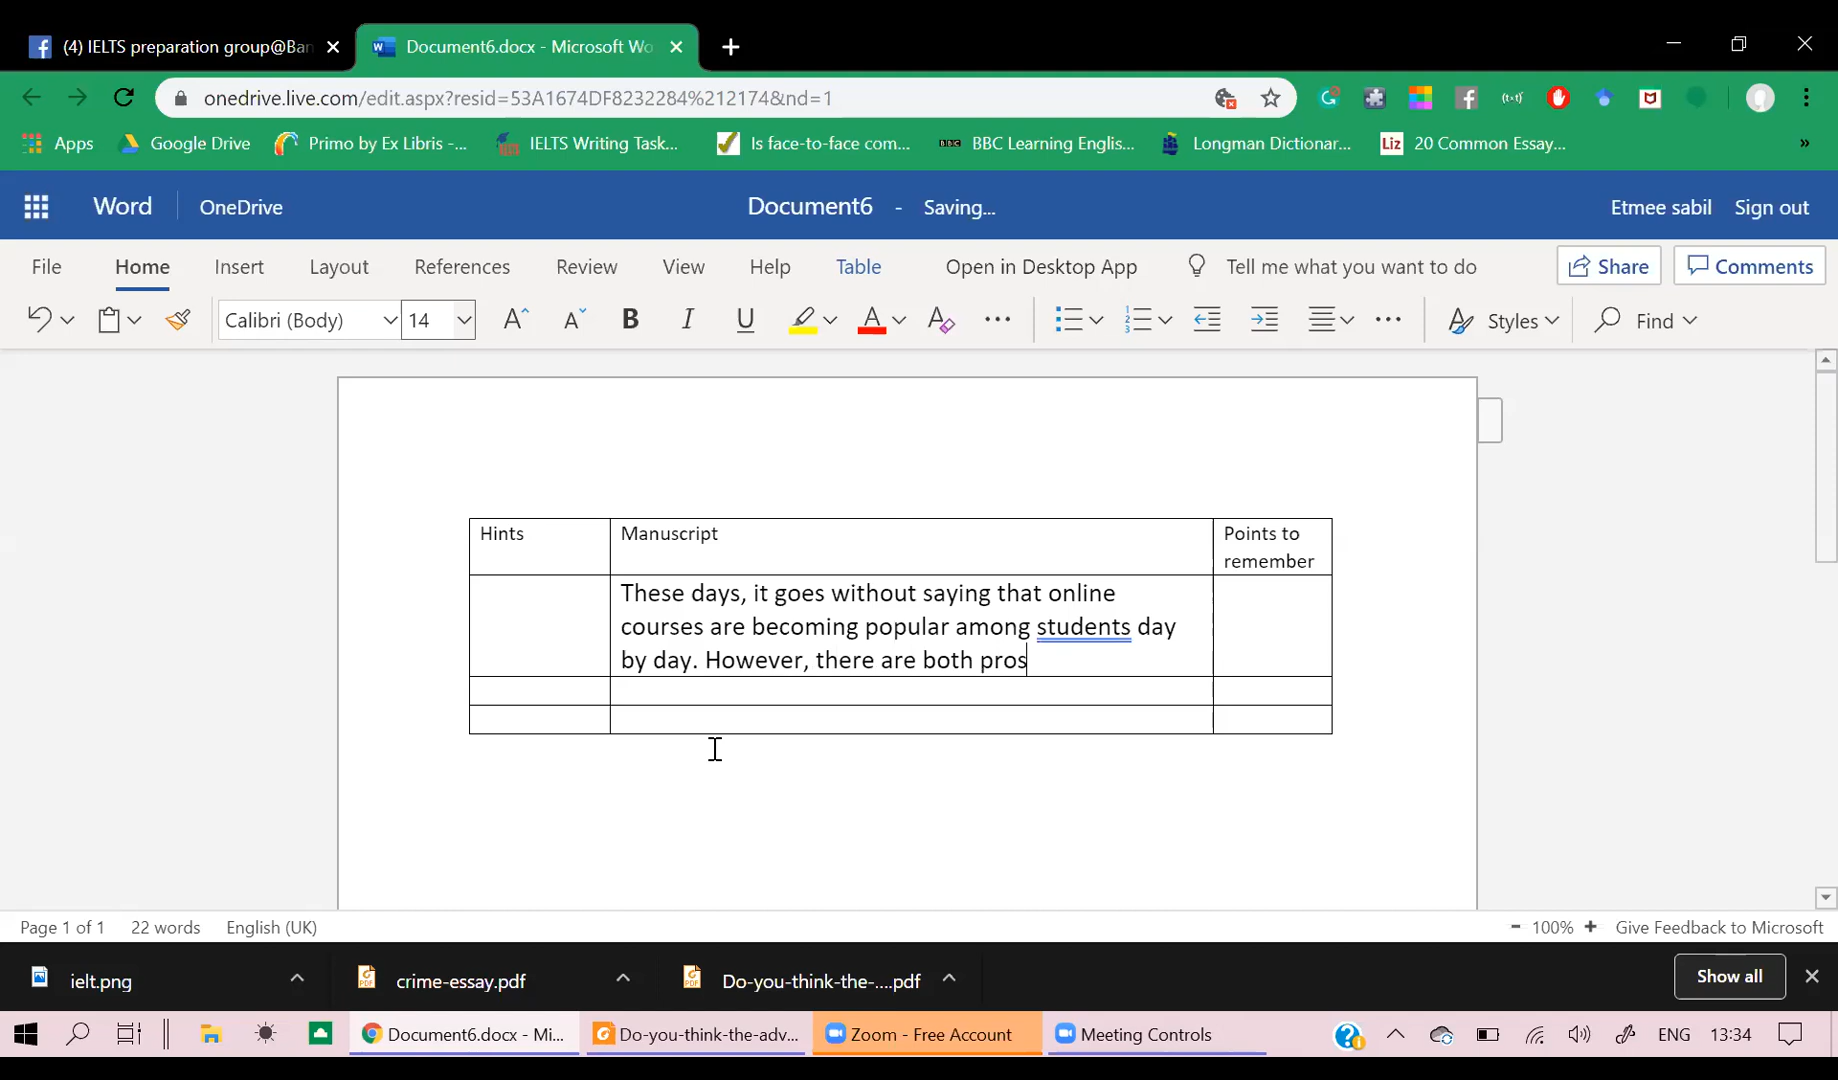 (4) IELTS preparation group@Ban
Document6.docx - Microsoft Wo
onedrive.live.com/edit.aspx?resid=53A1674DF8232284%212174&nd=1
Apps Google Drive Primo by Ex Libris -... IELTS Writing Task... Is face-to-face com... BBC BBC Learning Englis... Longman Dictionar... Liz 20 Common Essay...
Word OneDrive Document6 - Saving... Etmee sabil Sign out
File Home Insert Layout References Review View Help Table Open in Desktop App Tell me what you want to do Share Comments
Calibri (Body) 14 B I U A Styles Find
Hints Manuscript Points to
remember
These days, it goes without saying that online
courses are becoming popular among students day
by day. However, there are both pros
Page 1 of 1 22 words English (UK) 100% Give Feedback to Microsoft
ielt.png crime-essay.pdf Do-you-think-the-....pdf Show all
Document6.docx - Mi... Do-you-think-the-adv... Zoom - Free Account Meeting Controls ENG 13:34